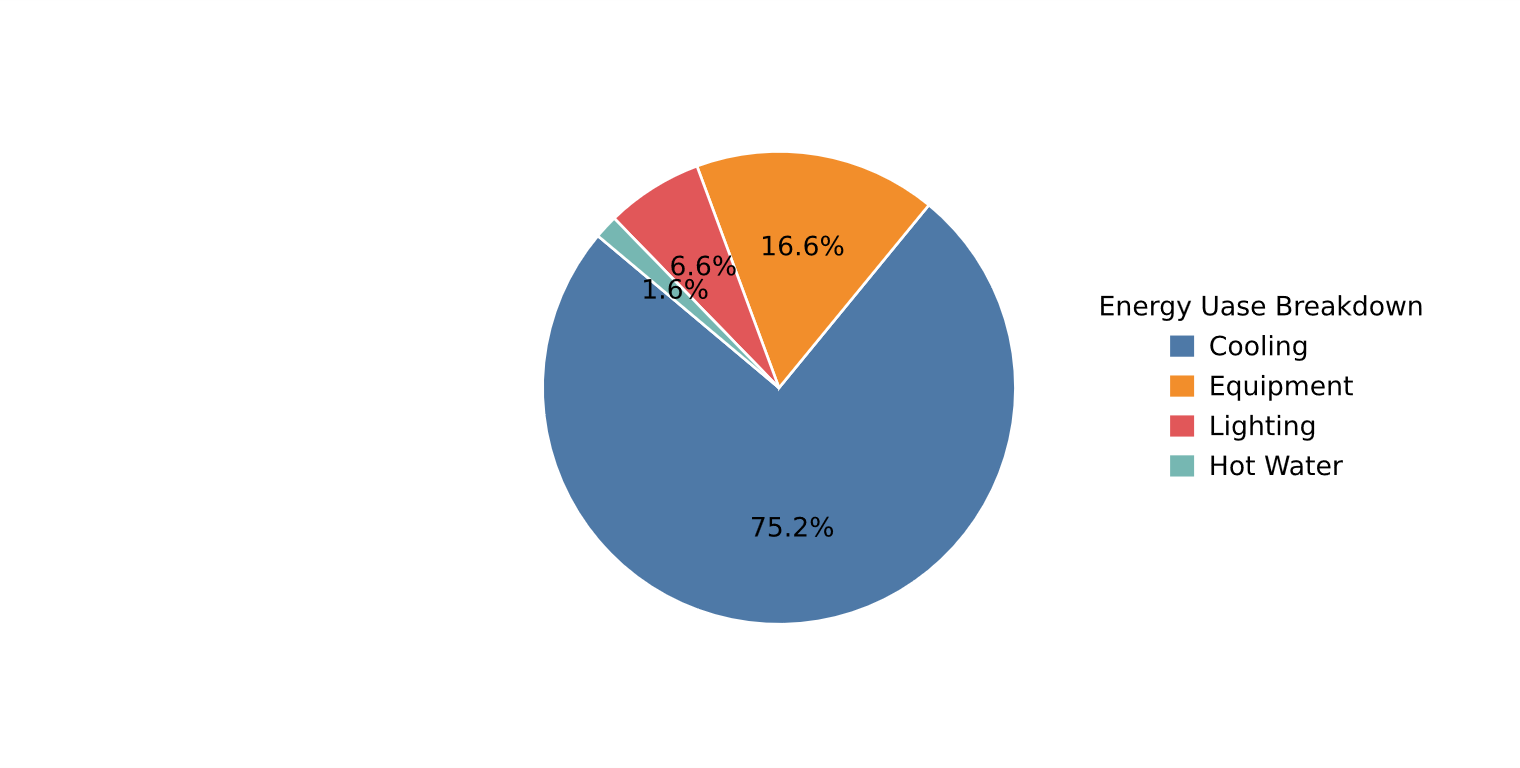 16.6%
6.6%
1.6%
75.2%
Energy Uase Breakdown
Cooling
Equipment
Lighting
Hot Water